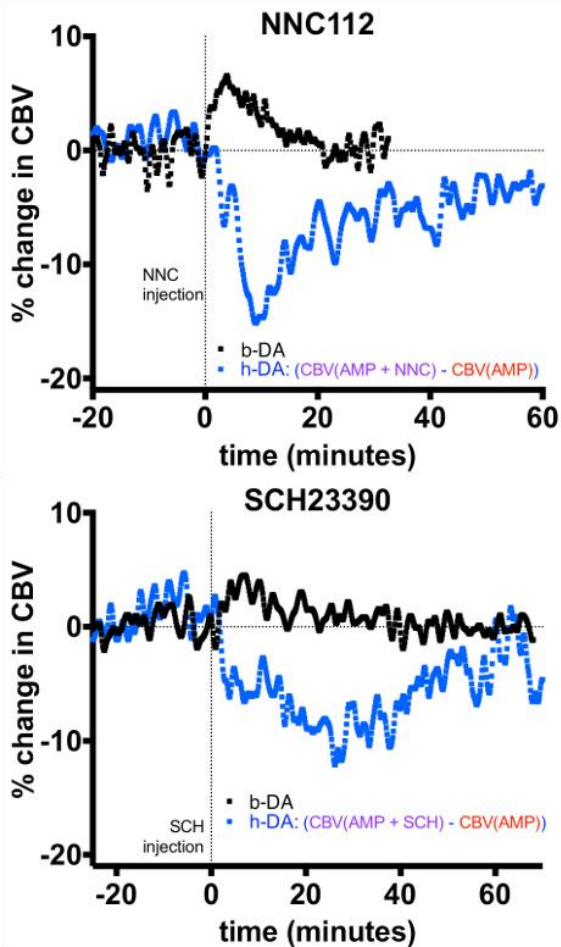 NNC112
% change in CBV
10
0
-10
-20
NNC
injection
b-DA
h-DA: (CBV(AMP + NNC) - CBV(AMP))
-20 0 20 40 60
time (minutes)
SCH23390
% change in CBV
10
0
-10
-20
SCH
injection
b-DA
h-DA: (CBV(AMP + SCH) - CBV(AMP))
-20 0 20 40 60
time (minutes)